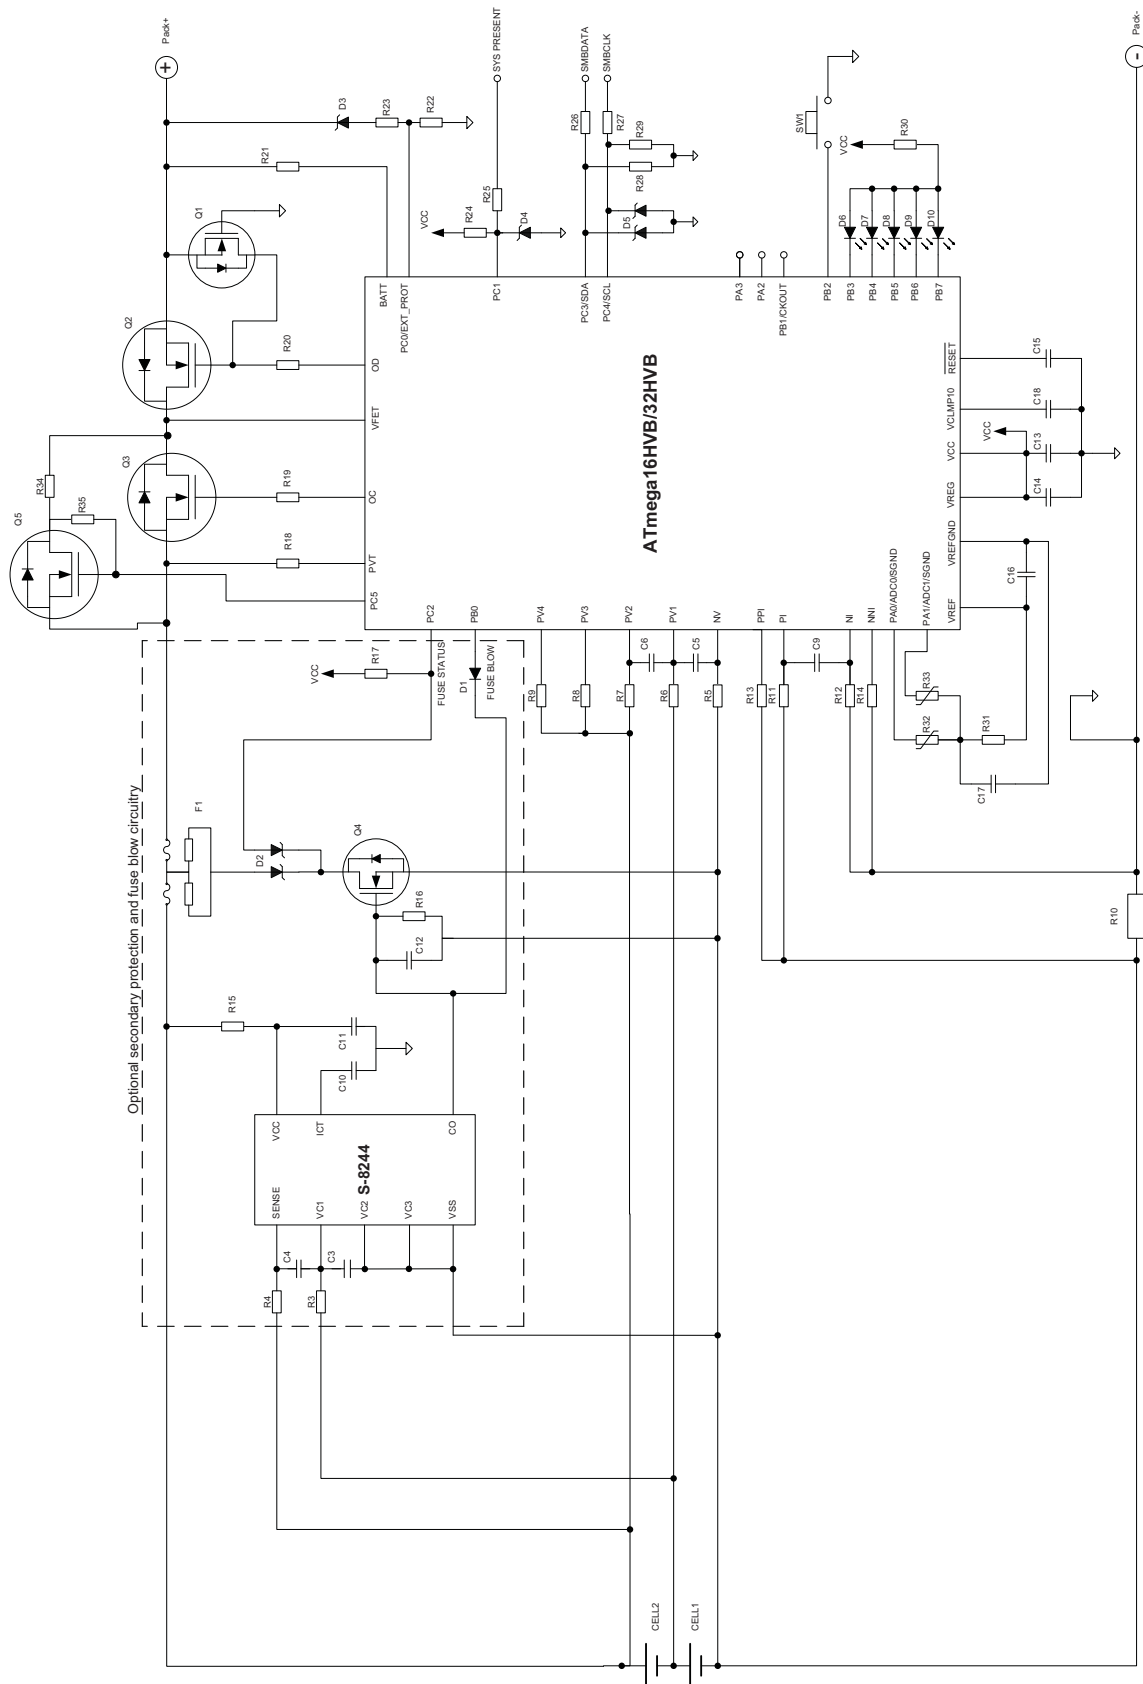 Optional secondary protection and fuse blow circuitry
Pack+
+
R21
D3
R23
R22
Q1
Q2
R20
Q3
R19
R34
R35
Q5
R18
SYS PRESENT
R25
VCC
R24
D4
SMBDATA
SMBCLK
R26
R27
R29
R28
D5
SW1
VCC
R30
D6
D7
D8
D9
D10
BATT
PC0/EXT_PROT
PC1
PC3/SDA
PC4/SCL
PA3
PA2
PB1/CKOUT
PB2
PB3
PB4
PB5
PB6
PB7
OD
VFET
OC
PVT
PC5
ATmega16HVB/32HVB
RESET
VCLMP10
VCC
VREG
VREFGND
VREF
C15
C18
VCC
C13
C14
C16
PC2
PB0
PV4
PV3
PV2
PV1
NV
PPI
PI
NI
NNI
PA0/ADC0/SGND
PA1/ADC1/SGND
VCC
R17
FUSE STATUS
D1
FUSE BLOW
R9
R8
R7
C6
R6
C5
R5
R13
R11
C9
R12
R14
R33
R32
R31
C17
F1
D2
Q4
R16
C12
R15
C11
C10
VCC
ICT
CO
S-8244
SENSE
VC1
VC2
VC3
VSS
C4
C3
R4
R3
CELL2
CELL1
R10
-
Pack-